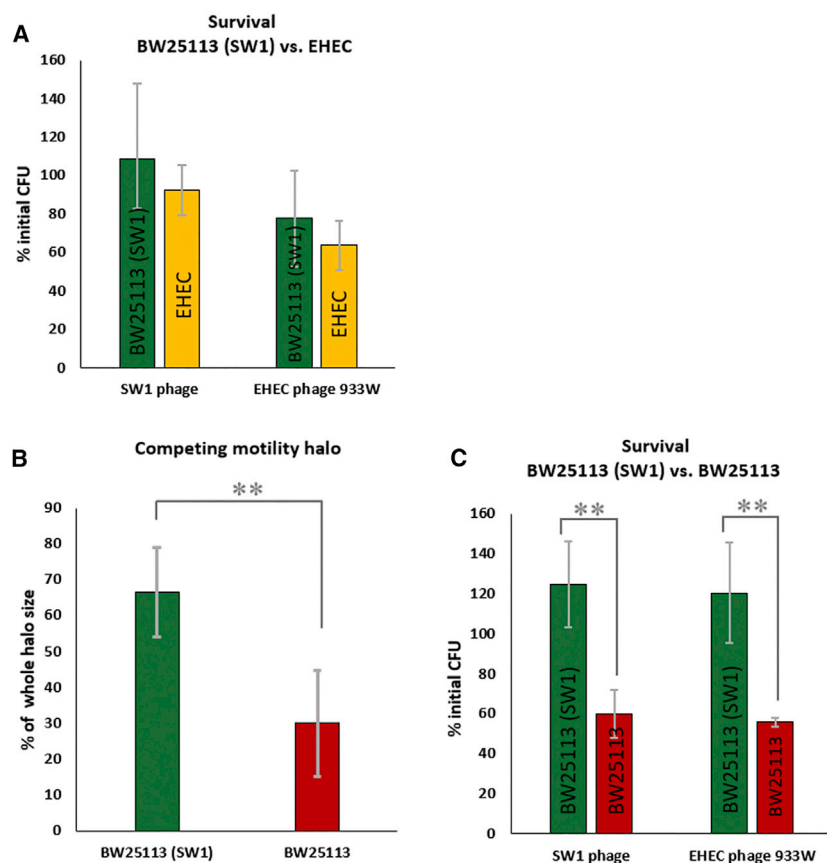 A
Survival
BW25113 (SW1) vs. EHEC
% initial CFU
160
140
120
100
80
60
40
20
0
BW25113 (SW1)
EHEC
BW25113 (SW1)
EHEC
SW1 phage
EHEC phage 933W
B
Competing motility halo
% of whole halo size
90
80
70
60
50
40
30
20
10
0
**
BW25113 (SW1)
BW25113
C
Survival
BW25113 (SW1) vs. BW25113
% initial CFU
160
140
120
100
80
60
40
20
0
**
**
BW25113 (SW1)
BW25113
BW25113 (SW1)
BW25113
SW1 phage
EHEC phage 933W